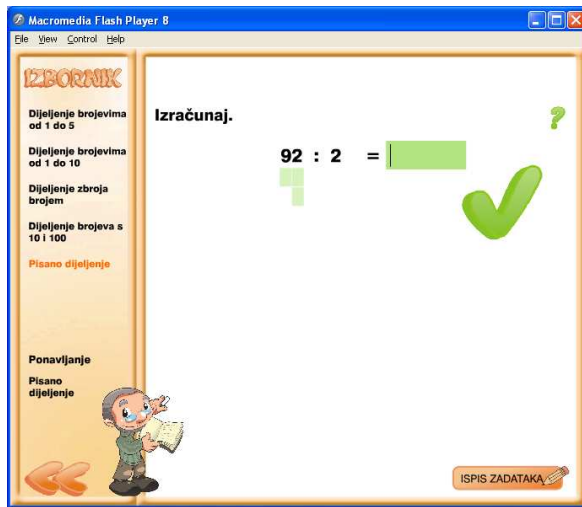 Macromedia Flash Player 8
File View Control Help
IZBORNIK
Dijeljenje brojevima
od 1 do 5
Dijeljenje brojevima
od 1 do 10
Dijeljenje zbroja
brojem
Dijeljenje brojeva s
10 i 100
Pisano dijeljenje
Ponavljanje
Pisano
dijeljenje
Izračunaj.
?
92 : 2 =
ISPIS ZADATAKA